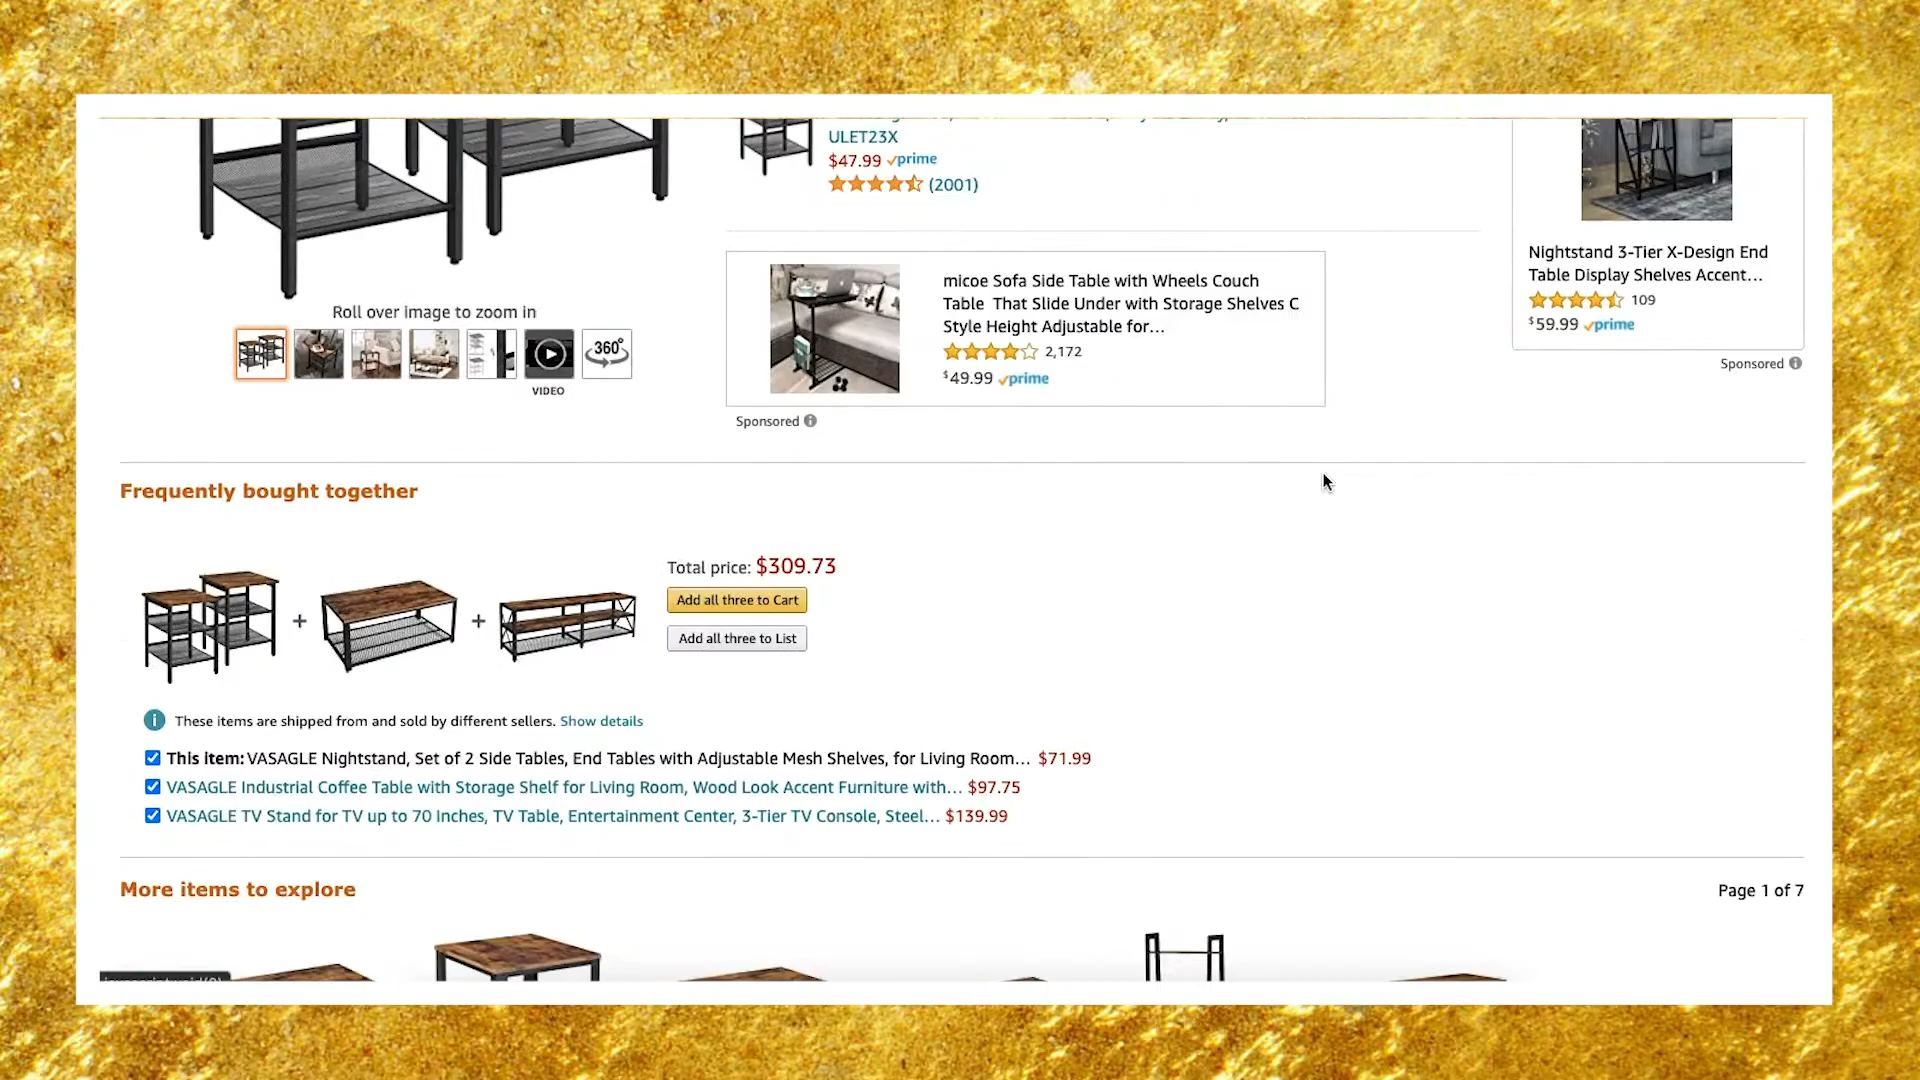 ULET23X
$47.99 prime
(2001)
Roll over image to zoom in
360°
VIDEO
micoe Sofa Side Table with Wheels Couch
Table That Slide Under with Storage Shelves C
Style Height Adjustable for...
2,172
$49.99 prime
Sponsored
Nightstand 3-Tier X-Design End
Table Display Shelves Accent...
109
$59.99 prime
Sponsored
Frequently bought together
Total price: $309.73
Add all three to Cart
Add all three to List
+
+
These items are shipped from and sold by different sellers. Show details
This item: VASAGLE Nightstand, Set of 2 Side Tables, End Tables with Adjustable Mesh Shelves, for Living Room... $71.99
VASAGLE Industrial Coffee Table with Storage Shelf for Living Room, Wood Look Accent Furniture with... $97.75
VASAGLE TV Stand for TV up to 70 Inches, TV Table, Entertainment Center, 3-Tier TV Console, Steel... $139.99
More items to explore
Page 1 of 7